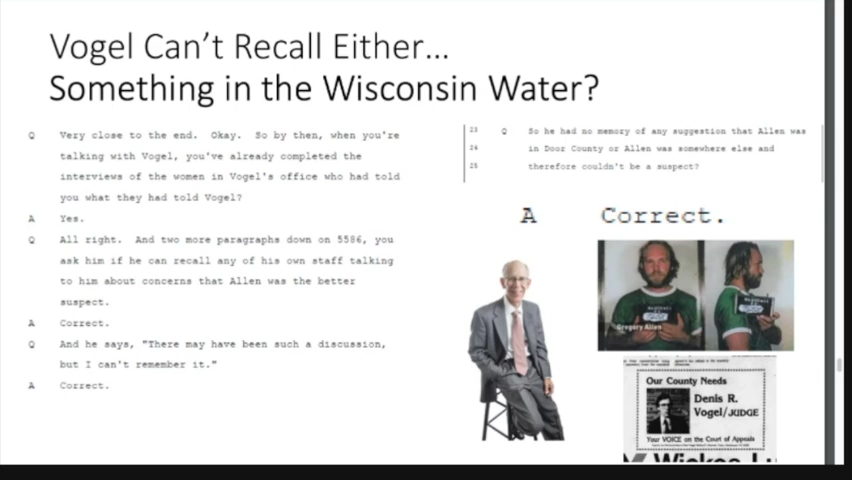 Vogel Can't Recall Either…
Something in the Wisconsin Water?
Q Very close to the end. Okay. So by then, when you're
talking with Vogel, you've already completed the
interviews of the women in Vogel's office who had told
you what they had told Vogel?
A Yes.
Q All right. And two more paragraphs down on 5586, you
ask him if he can recall any of his own staff talking
to him about concerns that Allen was the better
suspect.
A Correct.
Q And he says, "There may have been such a discussion,
but I can't remember it."
A Correct.
23 Q So he had no memory of any suggestion that Allen was
24 in Door County or Allen was somewhere else and
25 therefore couldn't be a suspect?
A Correct.
Gregory Allen
Our County Needs
Denis R.
Vogel/JUDGE
Your VOICE on the Court of Appeals